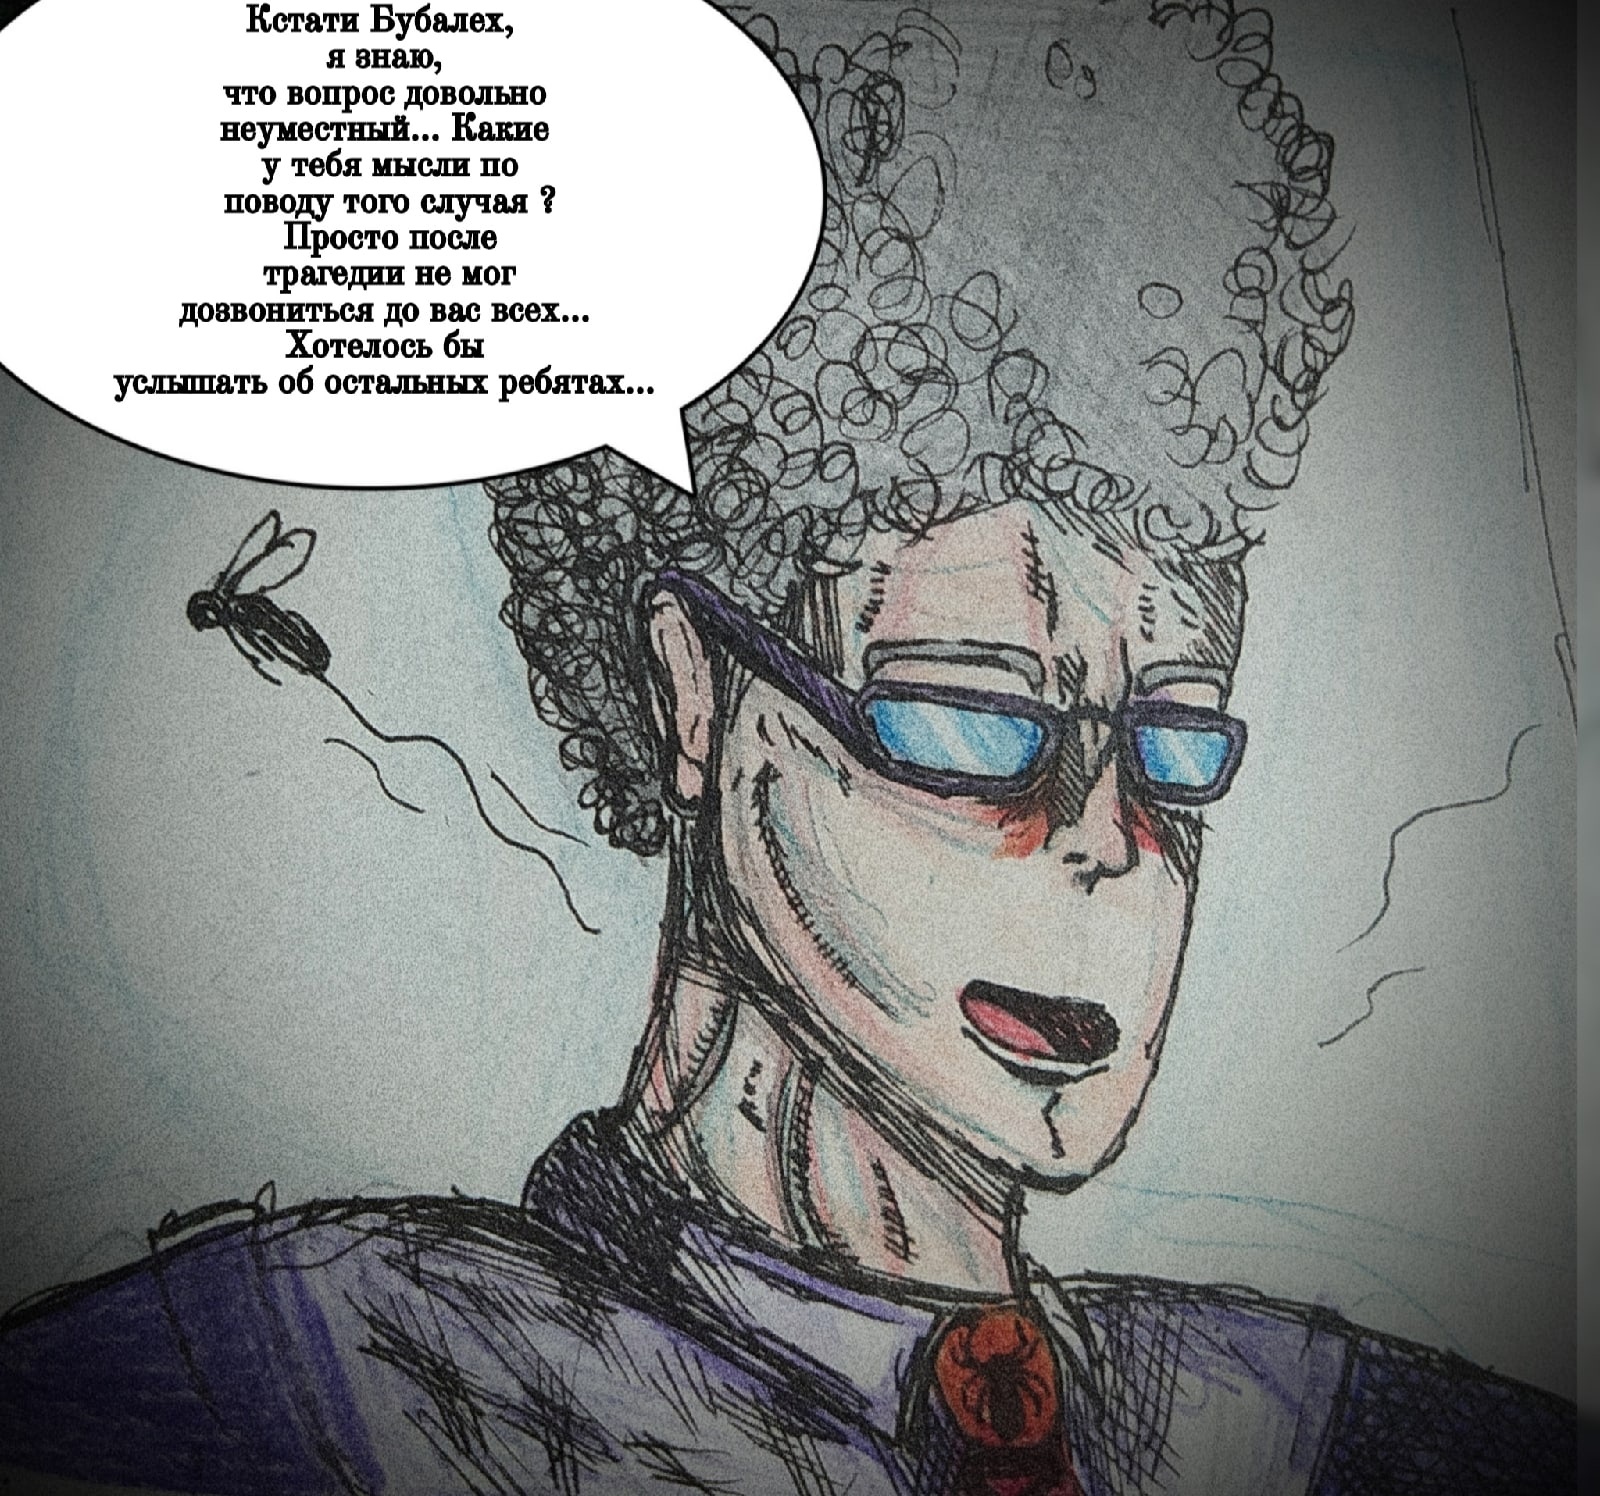 Кстати Бубалех,
я знаю,
что вопрос довольно
неуместный... Какие
у тебя мысли по
поводу того случая ?
Просто после
трагедии не мог
дозвониться до вас всех...
Хотелось бы
услышать об остальных ребятах...